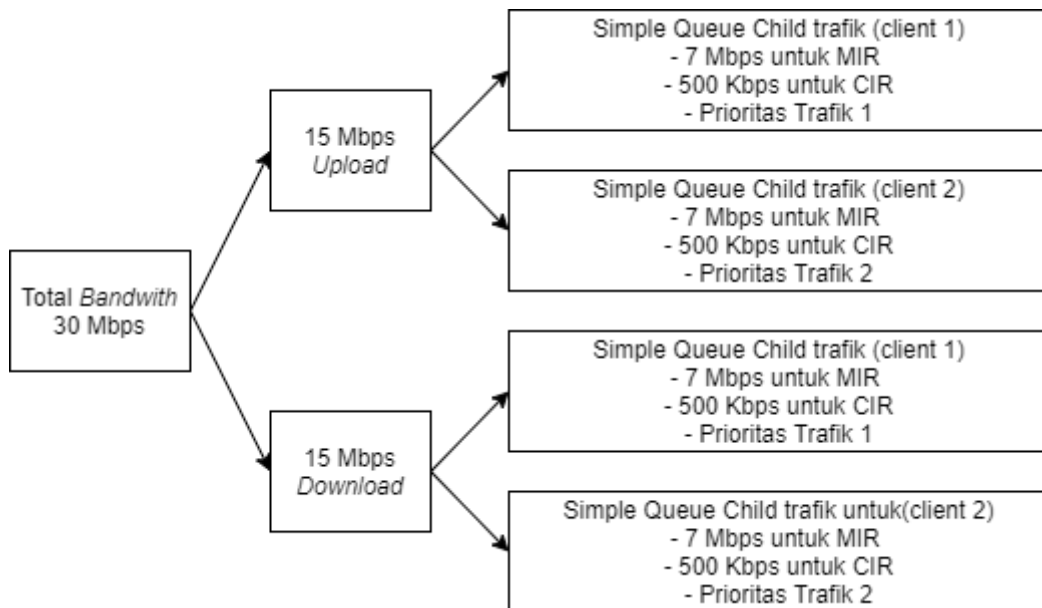 Total Bandwith
30 Mbps
15 Mbps
Upload
15 Mbps
Download
Simple Queue Child trafik (client 1)
- 7 Mbps untuk MIR
- 500 Kbps untuk CIR
- Prioritas Trafik 1
Simple Queue Child trafik (client 2)
- 7 Mbps untuk MIR
- 500 Kbps untuk CIR
- Prioritas Trafik 2
Simple Queue Child trafik (client 1)
- 7 Mbps untuk MIR
- 500 Kbps untuk CIR
- Prioritas Trafik 1
Simple Queue Child trafik untuk(client 2)
- 7 Mbps untuk MIR
- 500 Kbps untuk CIR
- Prioritas Trafik 2